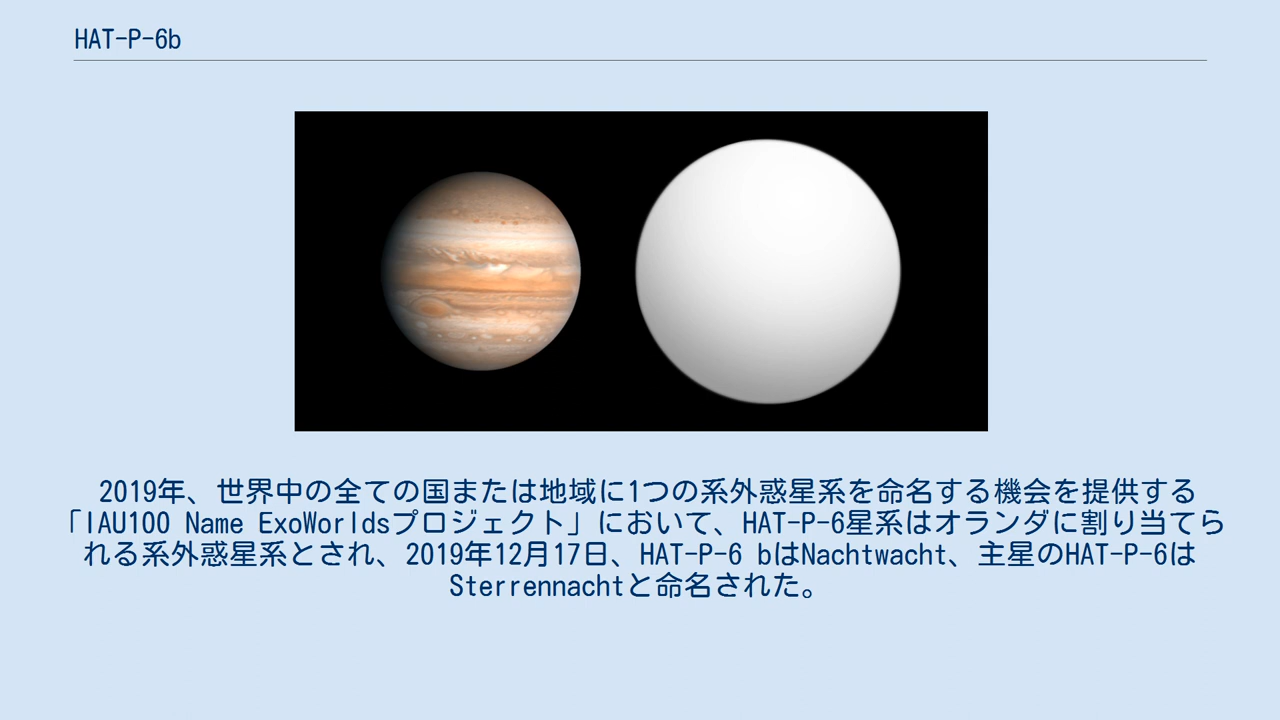 HAT-P-6b
2019年、世界中の全ての国または地域に1つの系外惑星系を命名する機会を提供する
「IAU100 Name ExoWorldsプロジェクト」において、HAT-P-6星系はオランダに割り当てら
れる系外惑星系とされ、2019年12月17日、HAT-P-6 bはNachtwacht、主星のHAT-P-6は
Sterrennachtと命名された。